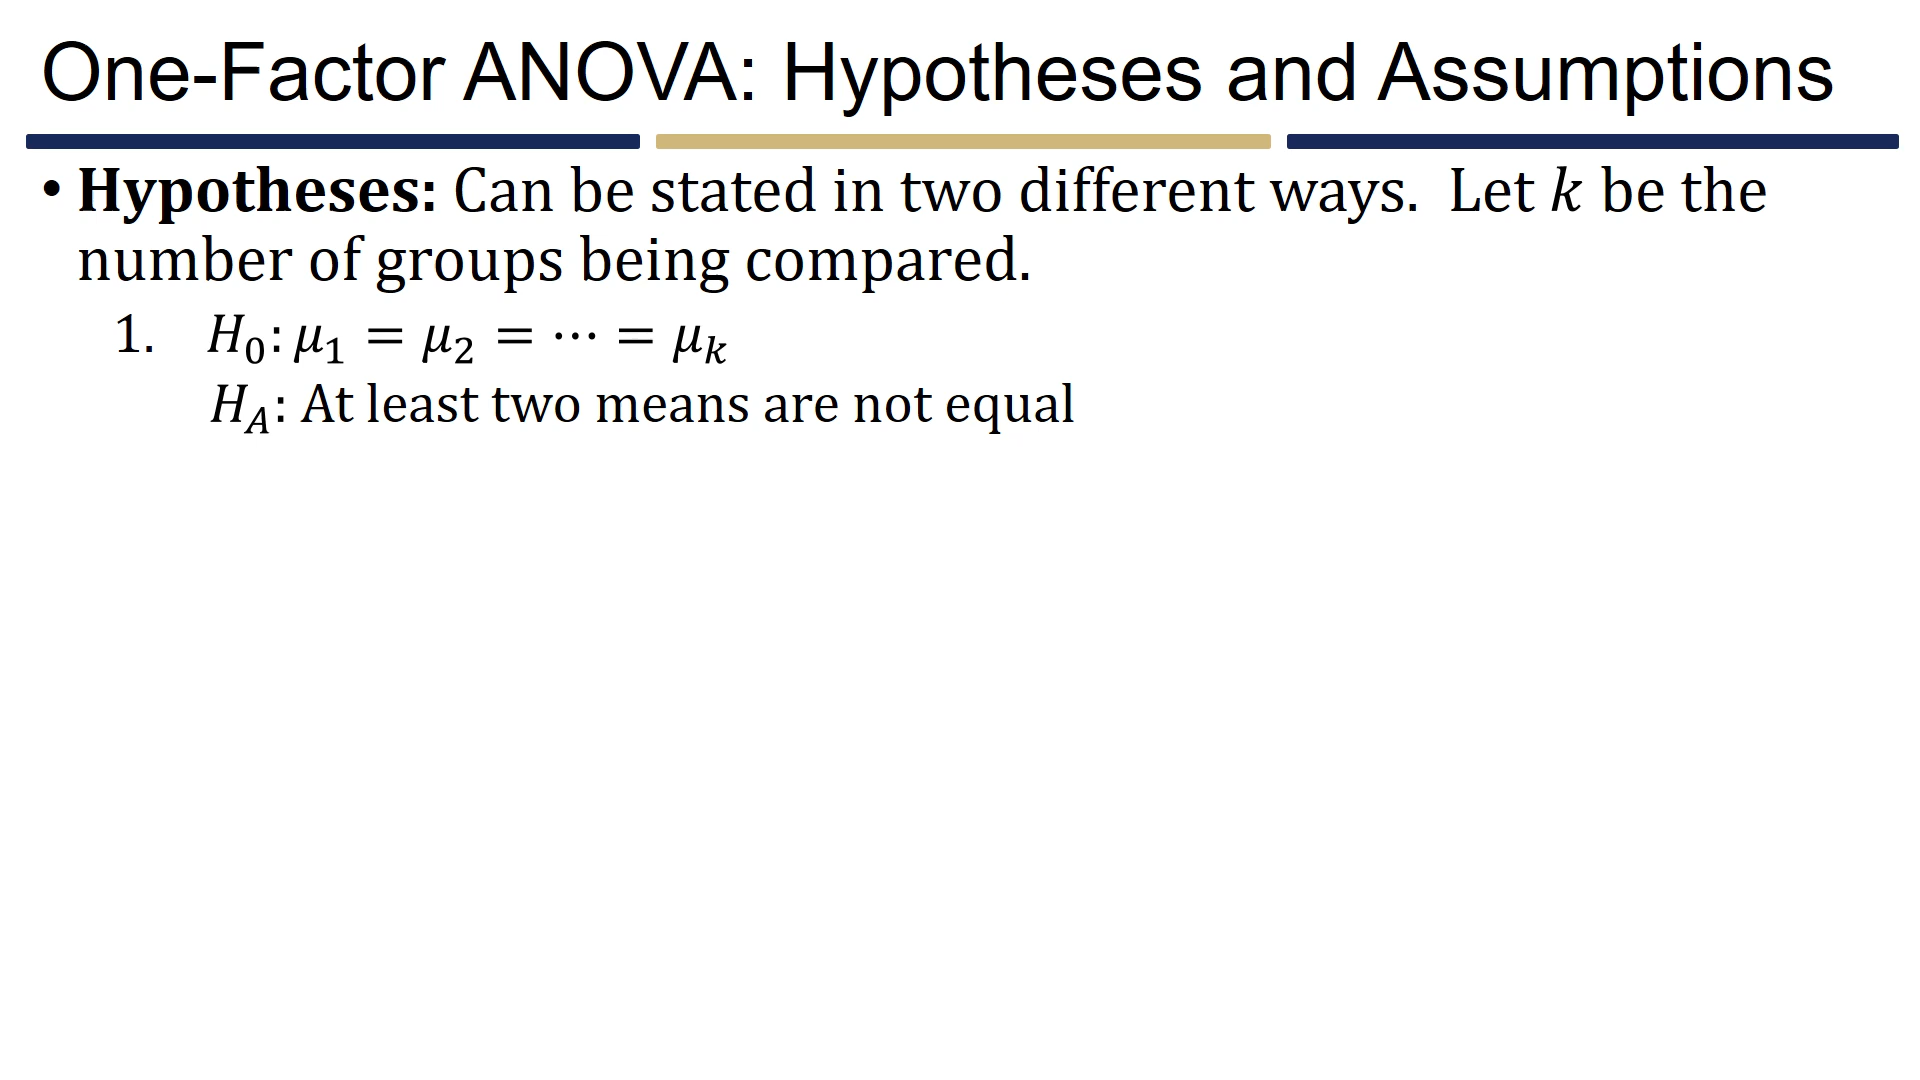 One-Factor ANOVA: Hypotheses and Assumptions
• Hypotheses: Can be stated in two different ways. Let k be the
number of groups being compared.
1. H₀: μ₁ = μ₂ = ⋯ = μₖ
H_A: At least two means are not equal